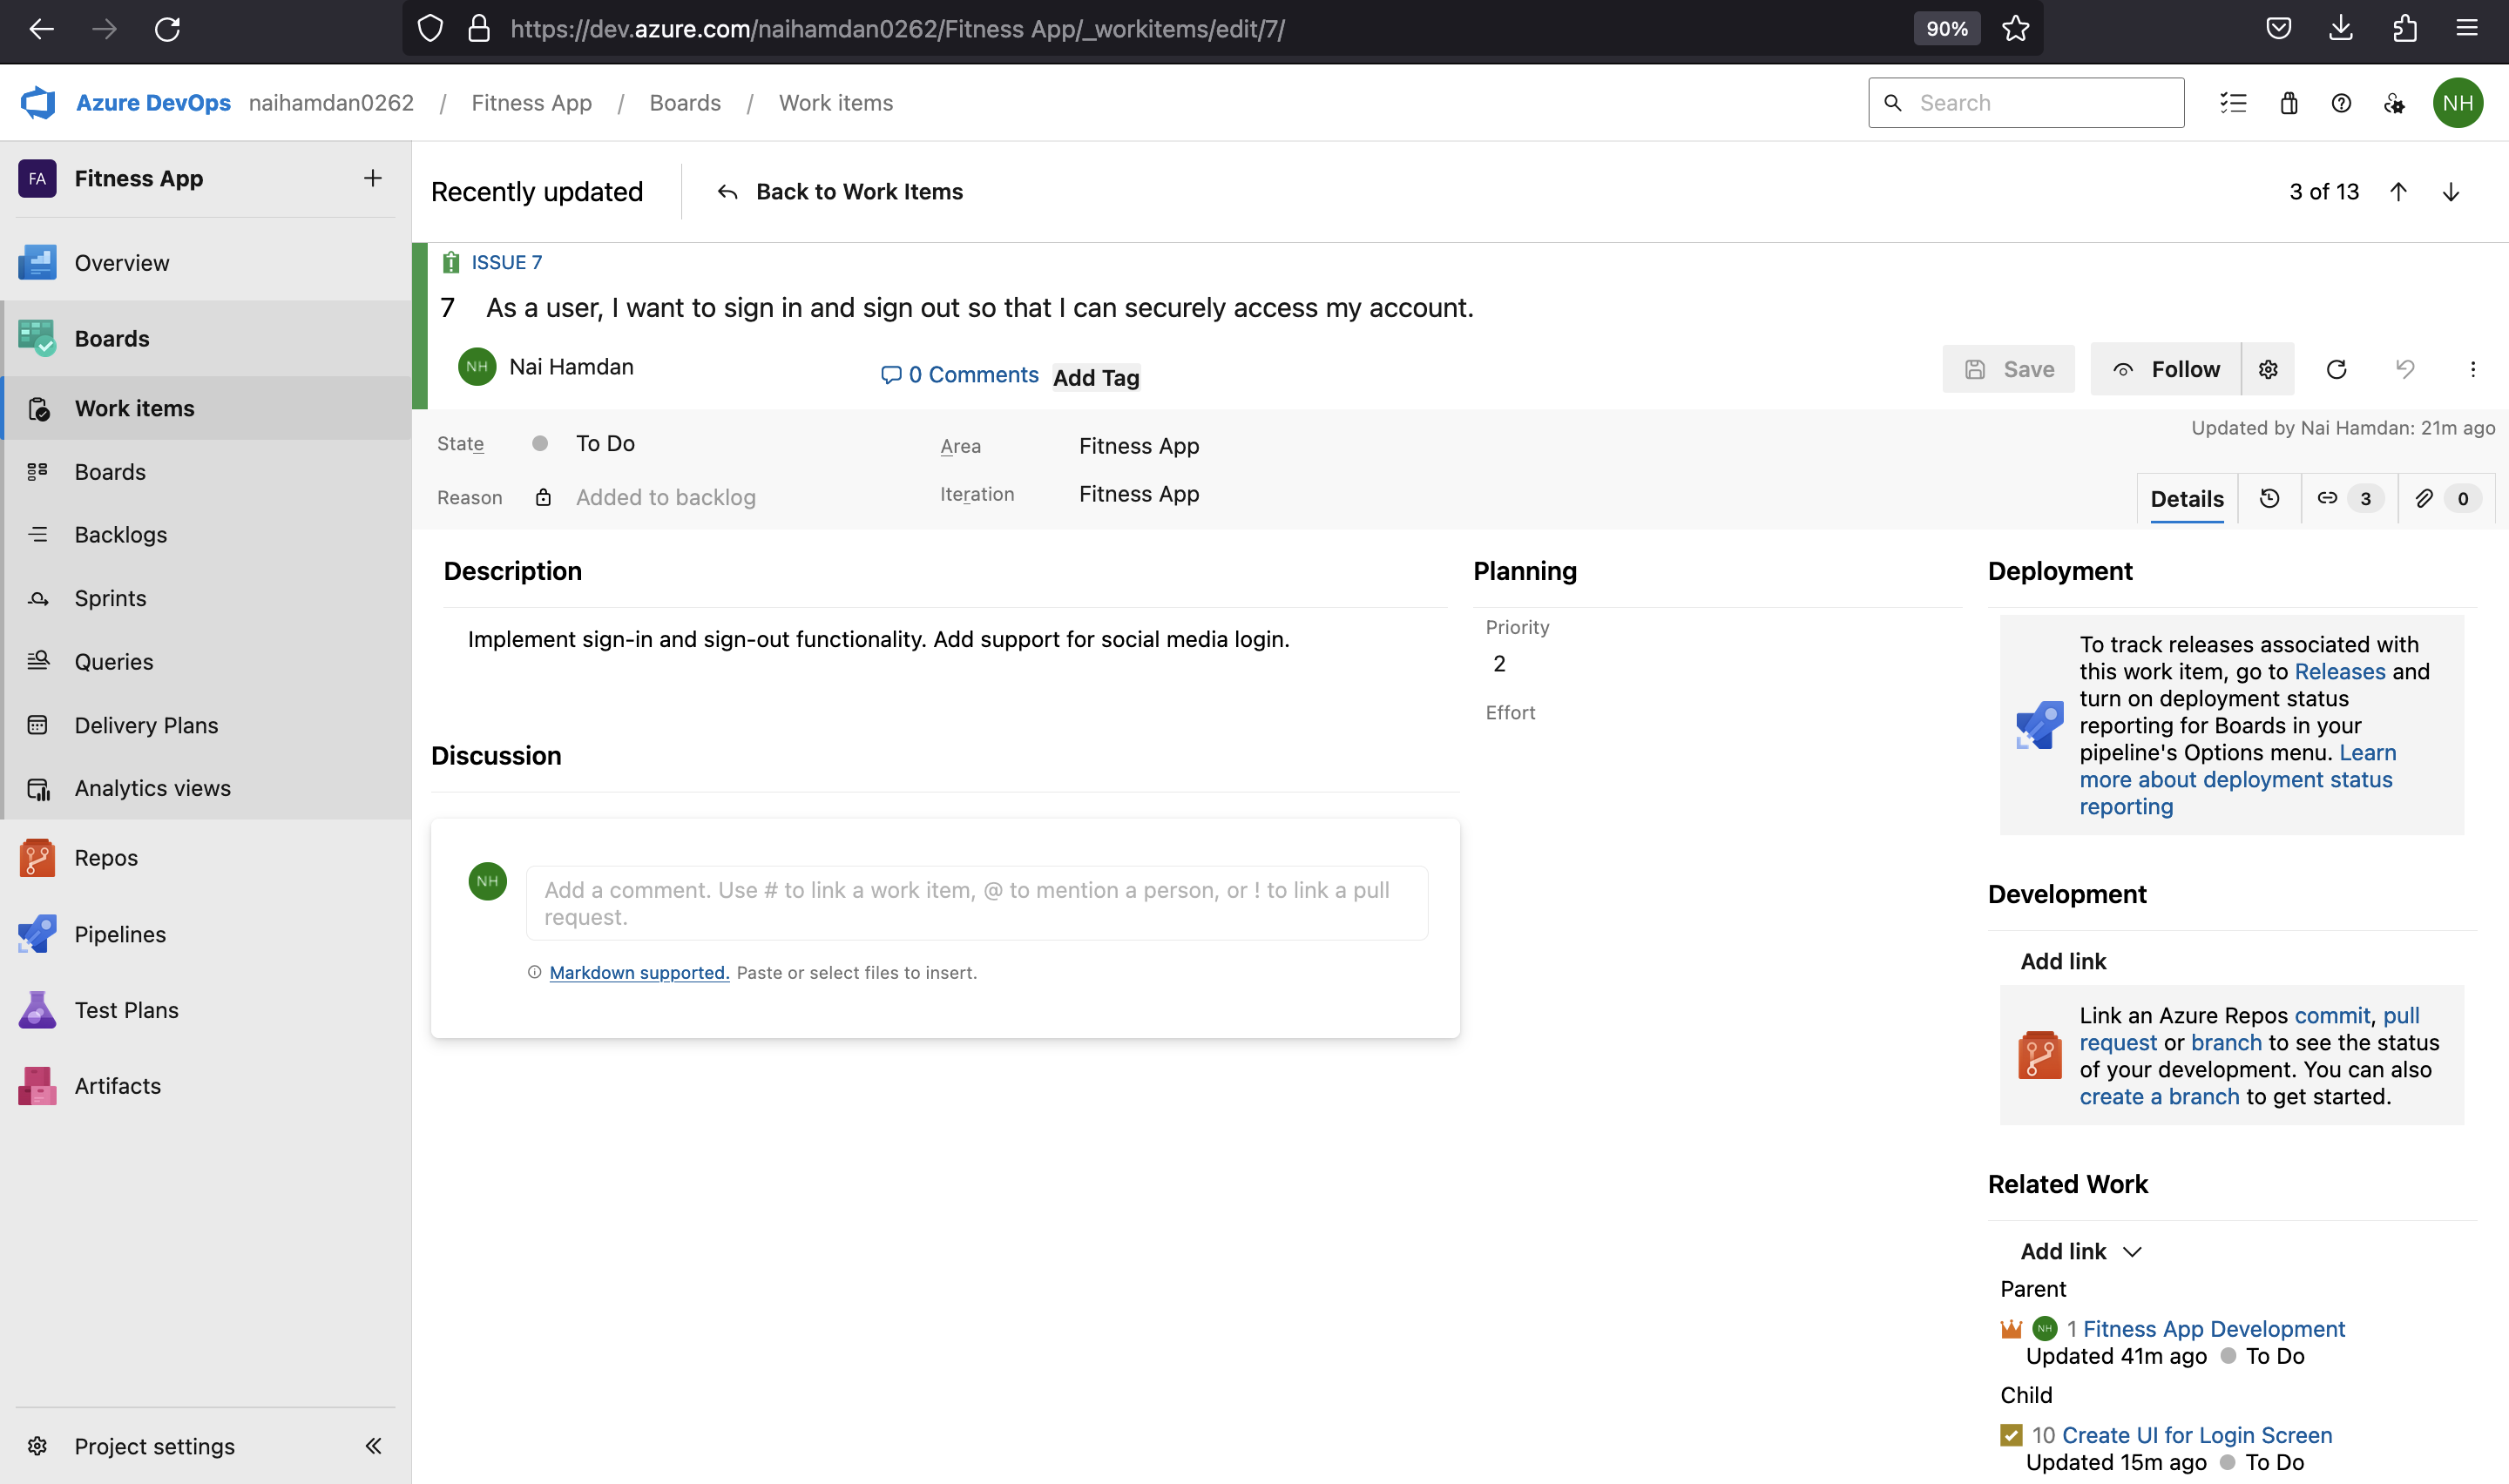 https://dev.azure.com/naihamdan0262/Fitness App/_workitems/edit/7/
90%
Azure DevOps naihamdan0262 / Fitness App / Boards / Work items
Search
NH
FA Fitness App
Overview
Boards
Work items
Boards
Backlogs
Sprints
Queries
Delivery Plans
Analytics views
Repos
Pipelines
Test Plans
Artifacts
Project settings
Recently updated
Back to Work Items
3 of 13
ISSUE 7
7 As a user, I want to sign in and sign out so that I can securely access my account.
NH Nai Hamdan
0 Comments
Add Tag
Save
Follow
State To Do
Area Fitness App
Updated by Nai Hamdan: 21m ago
Reason Added to backlog
Iteration Fitness App
Details
3
0
Description
Implement sign-in and sign-out functionality. Add support for social media login.
Discussion
NH
Add a comment. Use # to link a work item, @ to mention a person, or ! to link a pull
request.
Markdown supported. Paste or select files to insert.
Planning
Priority
2
Effort
Deployment
To track releases associated with
this work item, go to Releases and
turn on deployment status
reporting for Boards in your
pipeline's Options menu. Learn
more about deployment status
reporting
Development
Add link
Link an Azure Repos commit, pull
request or branch to see the status
of your development. You can also
create a branch to get started.
Related Work
Add link
Parent
NH 1 Fitness App Development
Updated 41m ago To Do
Child
10 Create UI for Login Screen
Updated 15m ago To Do